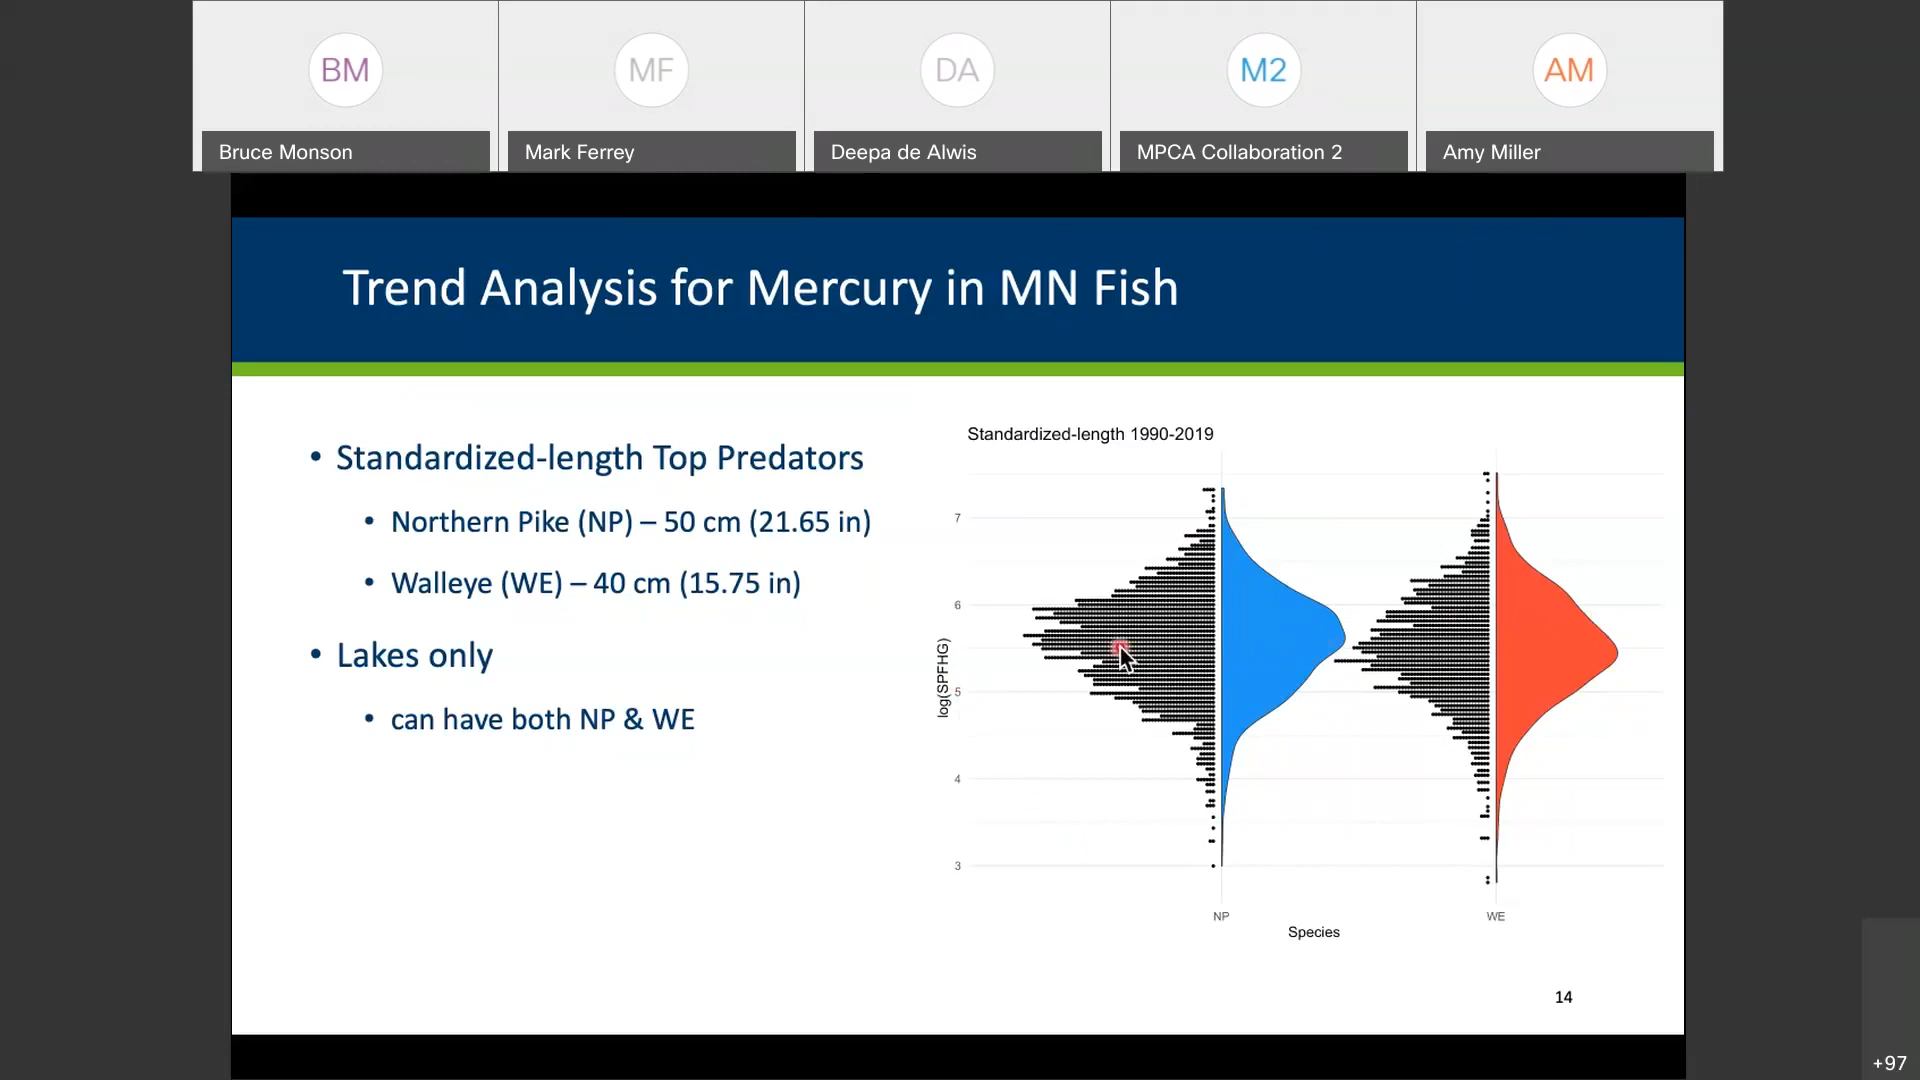 BM
MF
DA
M2
AM
Bruce Monson
Mark Ferrey
Deepa de Alwis
MPCA Collaboration 2
Amy Miller
Trend Analysis for Mercury in MN Fish
• Standardized-length Top Predators
• Northern Pike (NP) – 50 cm (21.65 in)
• Walleye (WE) – 40 cm (15.75 in)
• Lakes only
• can have both NP & WE
Standardized-length 1990-2019
7
6
5
4
3
log(SPFHG)
NP
WE
Species
14
+97